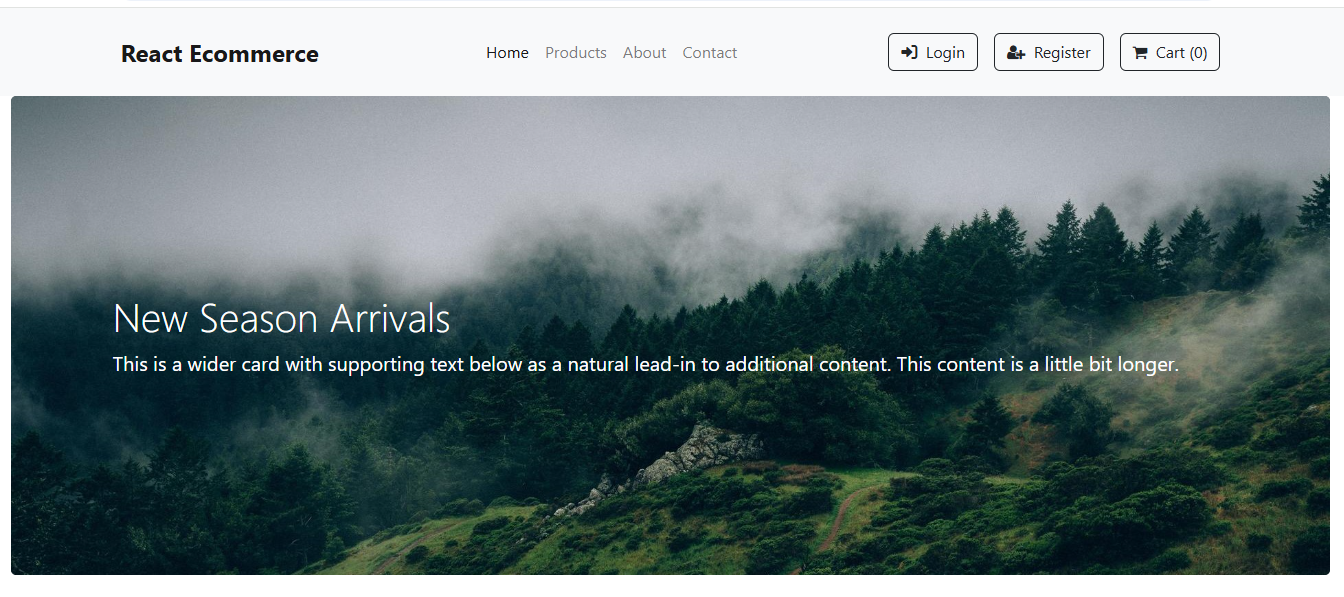 React Ecommerce Home Products About Contact Login Register Cart (0)
New Season Arrivals
This is a wider card with supporting text below as a natural lead-in to additional content. This content is a little bit longer.